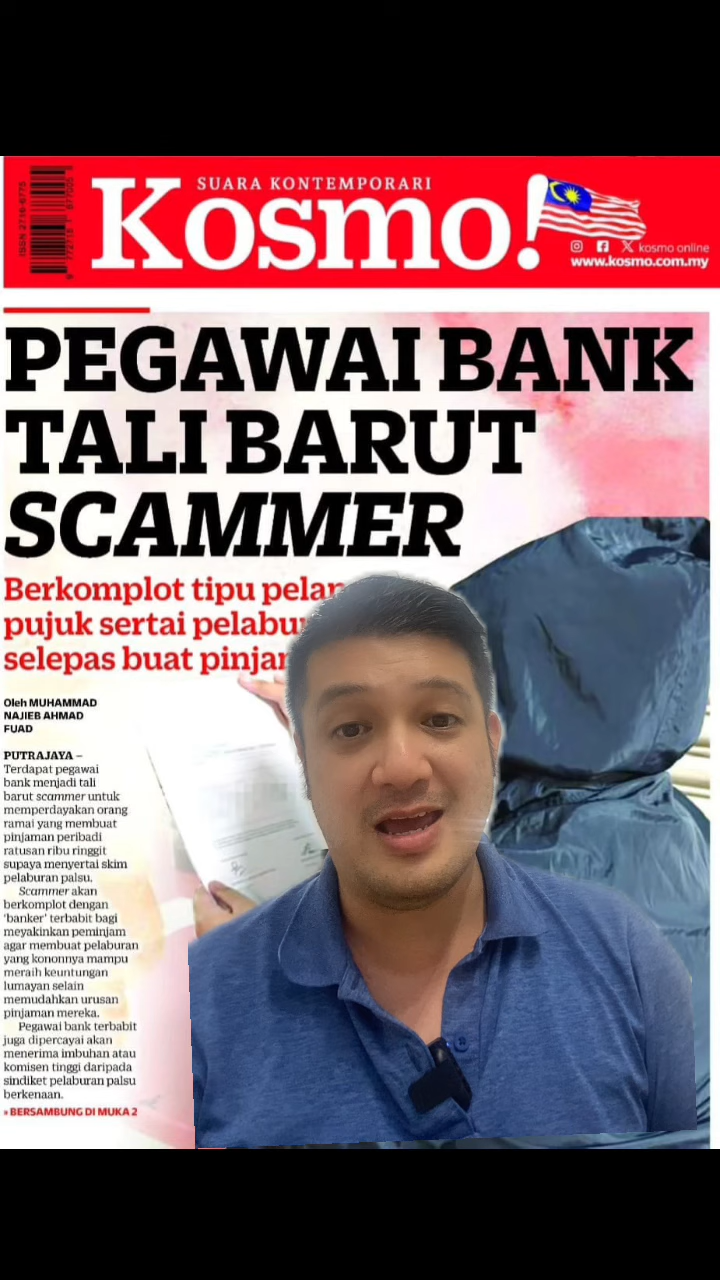 SUARA KONTEMPORARI
Kosmo!
kosmo online
www.kosmo.com.my
PEGAWAI BANK
TALI BARUT
SCAMMER
Berkomplot tipu
pujuk sertai
selepas buat
Oleh MUHAMMAD
NAJIEB AHMAD
FUAD
PUTRAJAYA –
Terdapat pegawai
bank menjadi tali
barut scammer untuk
memperdayakan orang
ramai yang membuat
pinjaman peribadi
ratusan ribu ringgit
supaya menyertai skim
pelaburan palsu.
Scammer akan
berkomplot dengan
‘banker’ terbabit bagi
meyakinkan peminjam
agar membuat pelaburan
yang kononnya mampu
meraih keuntungan
lumayan selain
memudahkan urusan
pinjaman mereka.
Pegawai bank terbabit
juga dipercayai akan
menerima imbuhan atau
komisen tinggi daripada
sindiket pelaburan palsu
berkenaan.
» BERSAMBUNG DI MUKA 2